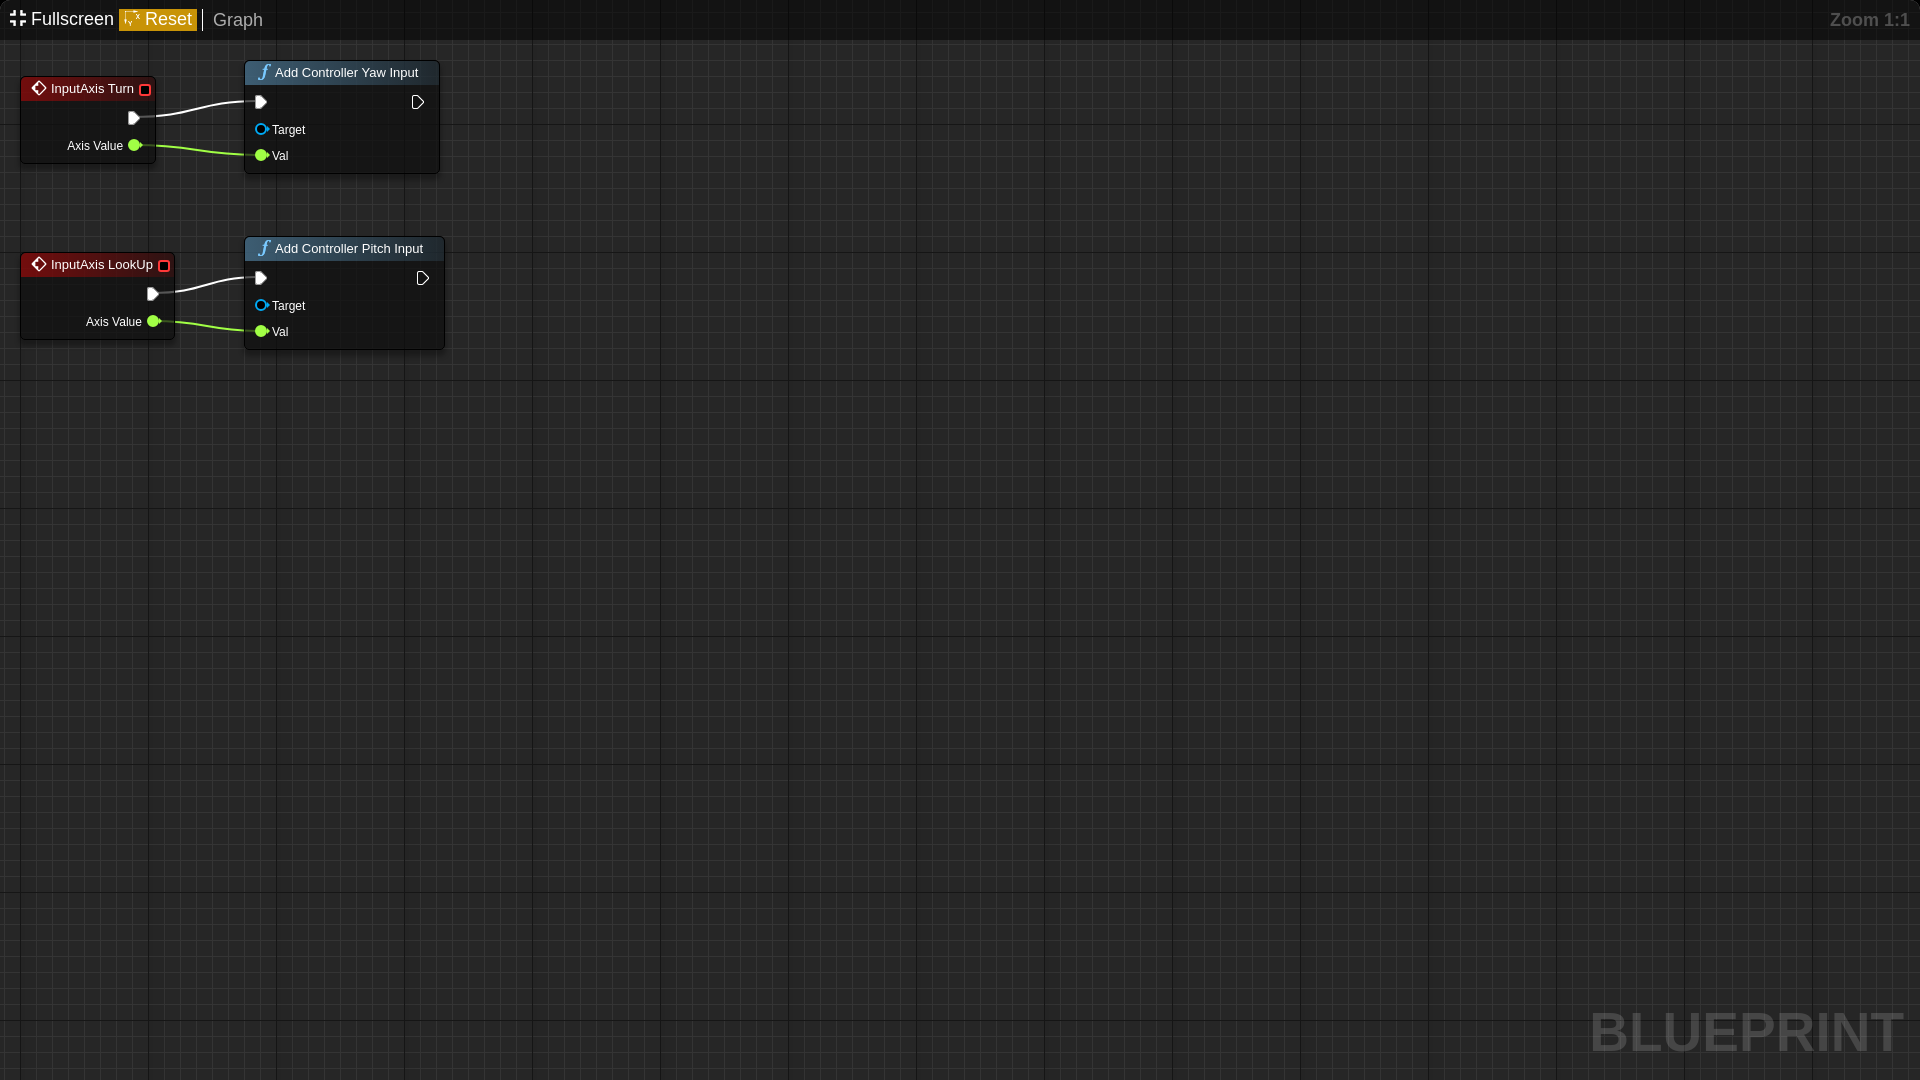 Fullscreen Reset Graph Zoom 1:1
Add Controller Yaw Input
InputAxis Turn
Target
Axis Value
Val
Add Controller Pitch Input
InputAxis LookUp
Target
Axis Value
Val
BLUEPRINT